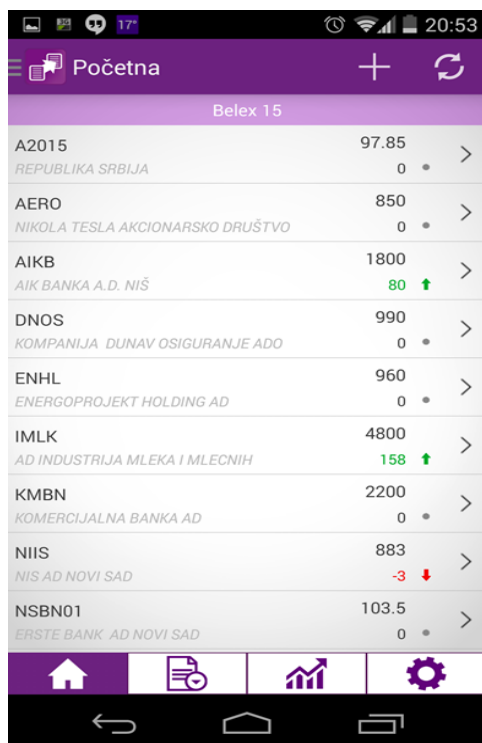 17°
20:53
Početna
Belex 15
A2015 97.85
REPUBLIKA SRBIJA 0
AERO 850
NIKOLA TESLA AKCIONARSKO DRUŠTVO 0
AIKB 1800
AIK BANKA A.D. NIŠ 80
DNOS 990
KOMPANIJA DUNAV OSIGURANJE ADO 0
ENHL 960
ENERGOPROJEKT HOLDING AD 0
IMLK 4800
AD INDUSTRIJA MLEKA I MLECNIH 158
KMBN 2200
KOMERCIJALNA BANKA AD 0
NIIS 883
NIS AD NOVI SAD -3
NSBN01 103.5
ERSTE BANK AD NOVI SAD 0